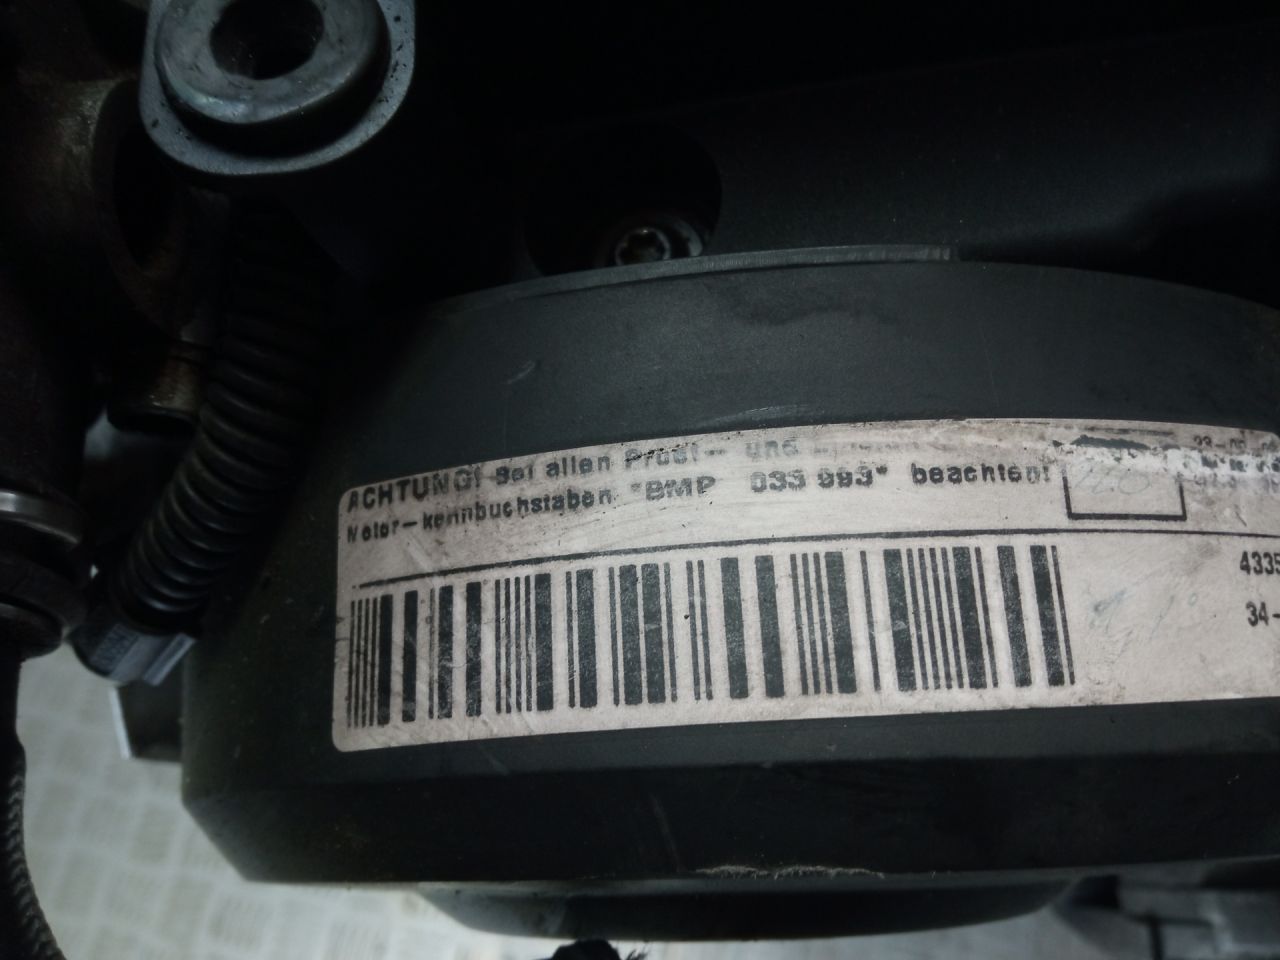 ACHTUNG! Bei allen Prüf- und
Motor-kennbuchstaben "BMP 033 993" beachten!
4335
34-